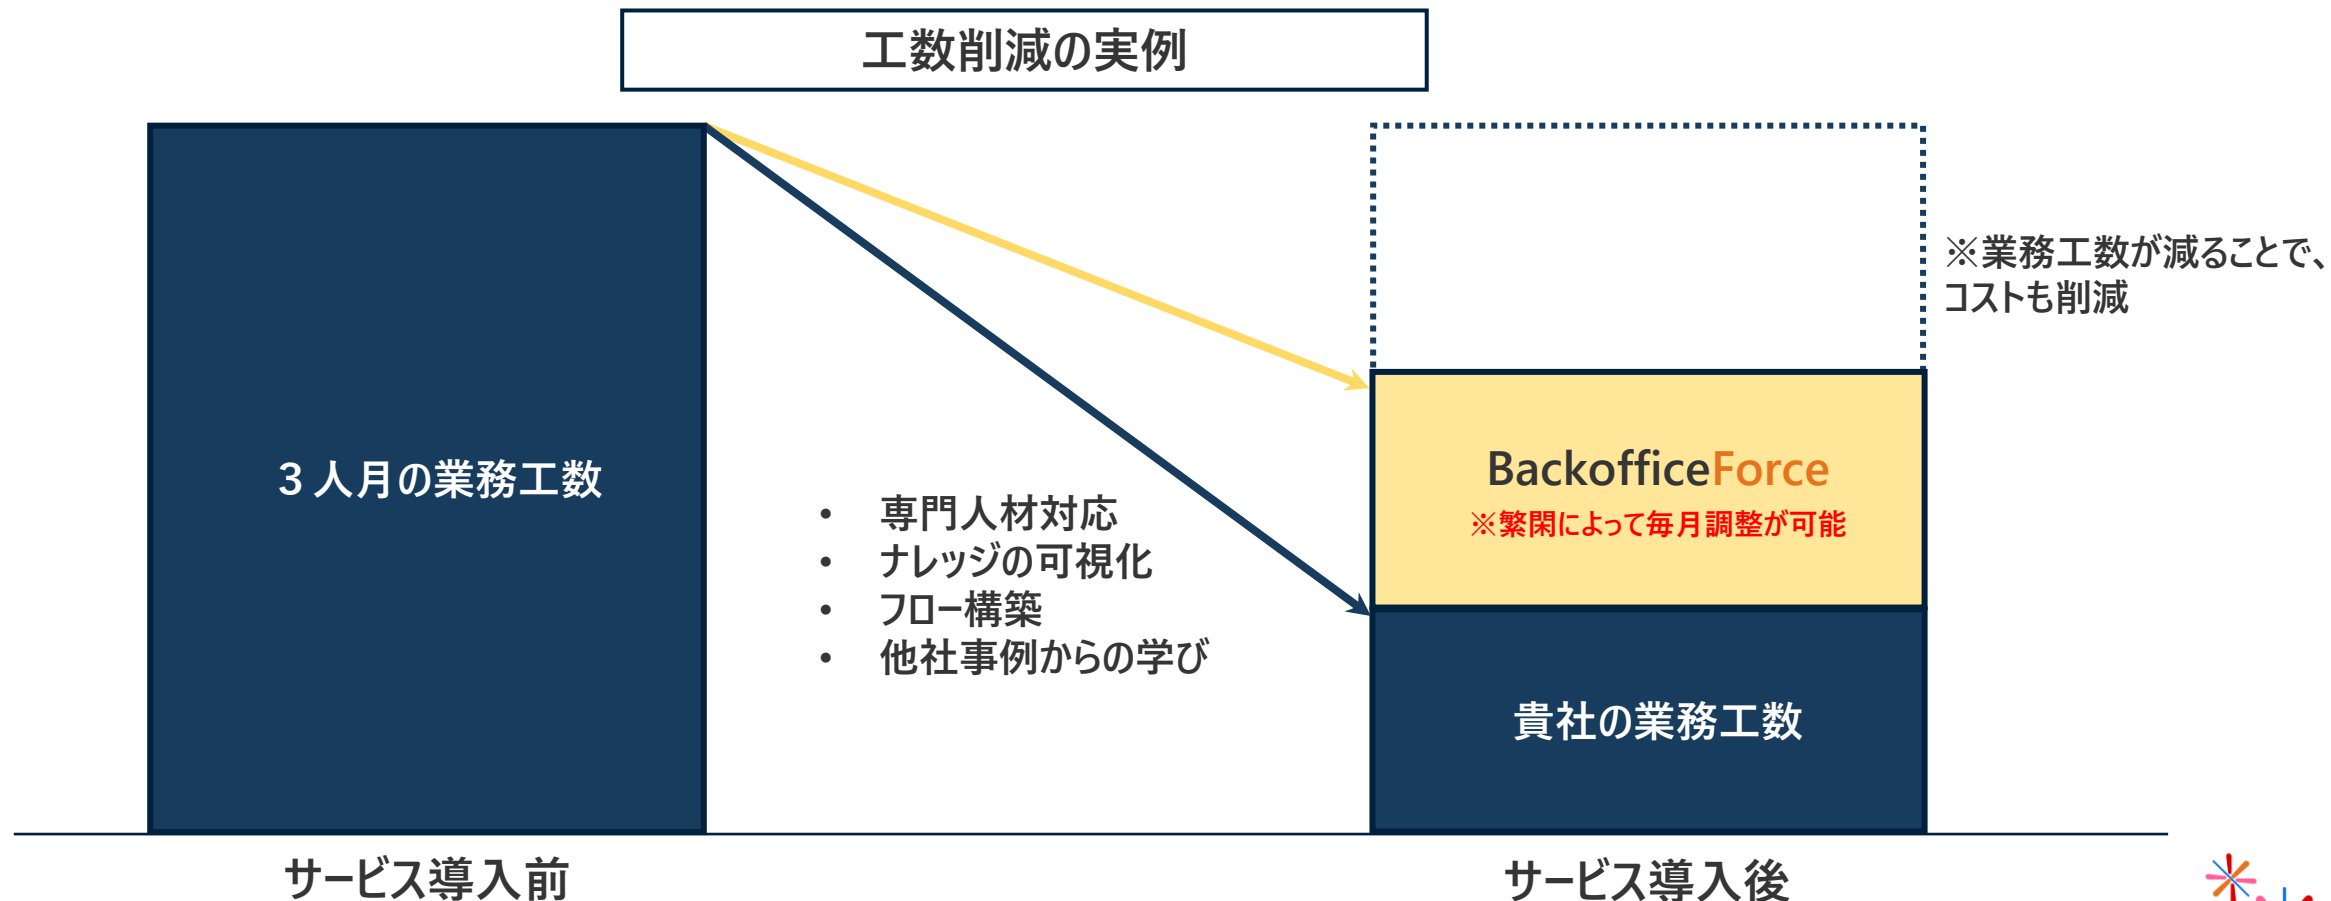 工数削減の実例
※業務工数が減ることで、
コストも削減
３人月の業務工数
• 専門人材対応
• ナレッジの可視化
• フロー構築
• 他社事例からの学び
BackofficeForce
※繁閑によって毎月調整が可能
貴社の業務工数
サービス導入前
サービス導入後